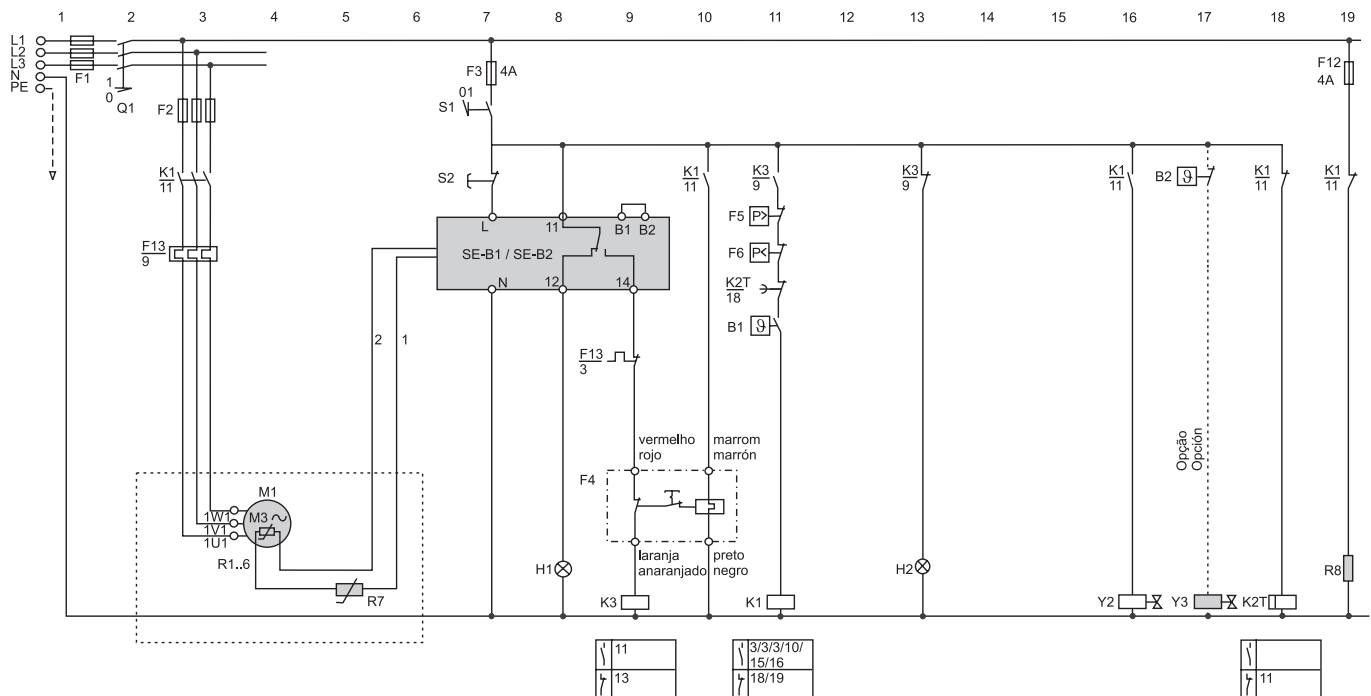 1 2 3 4 5 6 7 8 9 10 11 12 13 14 15 16 17 18 19
L1
L2
L3
N
PE
F1
1
0
Q1
F2
F3 4A
01
S1
F12
4A
K1
11
S2
K1
11
K3
9
K3
9
K1
11
B2 ϑ
K1
11
K1
11
F5 P>
L 11 B1 B2
F13
9
SE-B1 / SE-B2
F6 P<
N 12 14
K2T
18
B1 ϑ
2 1
F13
3
vermelho
rojo
marrom
marrón
Opção
Opción
F4
M1
1W1
M3
1V1
1U1
R1..6
laranja
anaranjado
preto
negro
H1
H2
R8
R7
K3
K1
Y2
Y3
K2T
11
13
3/3/3/10/
15/16
18/19
11